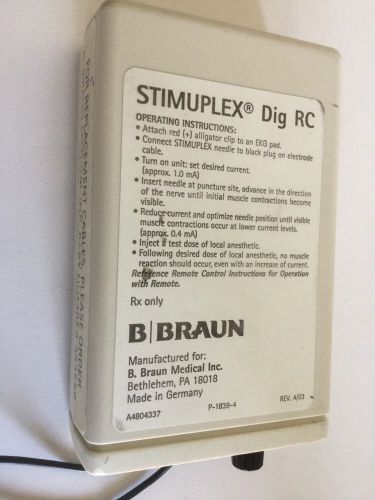 STIMUPLEX® Dig RC
OPERATING INSTRUCTIONS:
• Attach red (+) alligator clip to an EKG pad.
• Connect STIMUPLEX needle to black plug on electrode
cable.
• Turn on unit: set desired current.
(approx. 1.0 mA)
• Insert needle at puncture site, advance in the direction
of the nerve until initial muscle contractions become
visible.
• Reduce current and optimize needle position until visible
muscle contractions occur at lower current levels.
(approx. 0.4 mA)
• Inject test dose of local anesthetic.
• Following desired dose of local anesthetic, no muscle
reaction should occur, even with an increase of current.
Reference Remote Control Instructions for Operation
with Remote.
Rx only
B|BRAUN
Manufactured for:
B. Braun Medical Inc.
Bethlehem, PA 18018
Made in Germany
A4804337 P-1839-4 REV. 4/03
FOR REPLACEMENT CABLES, PLEASE ORDER